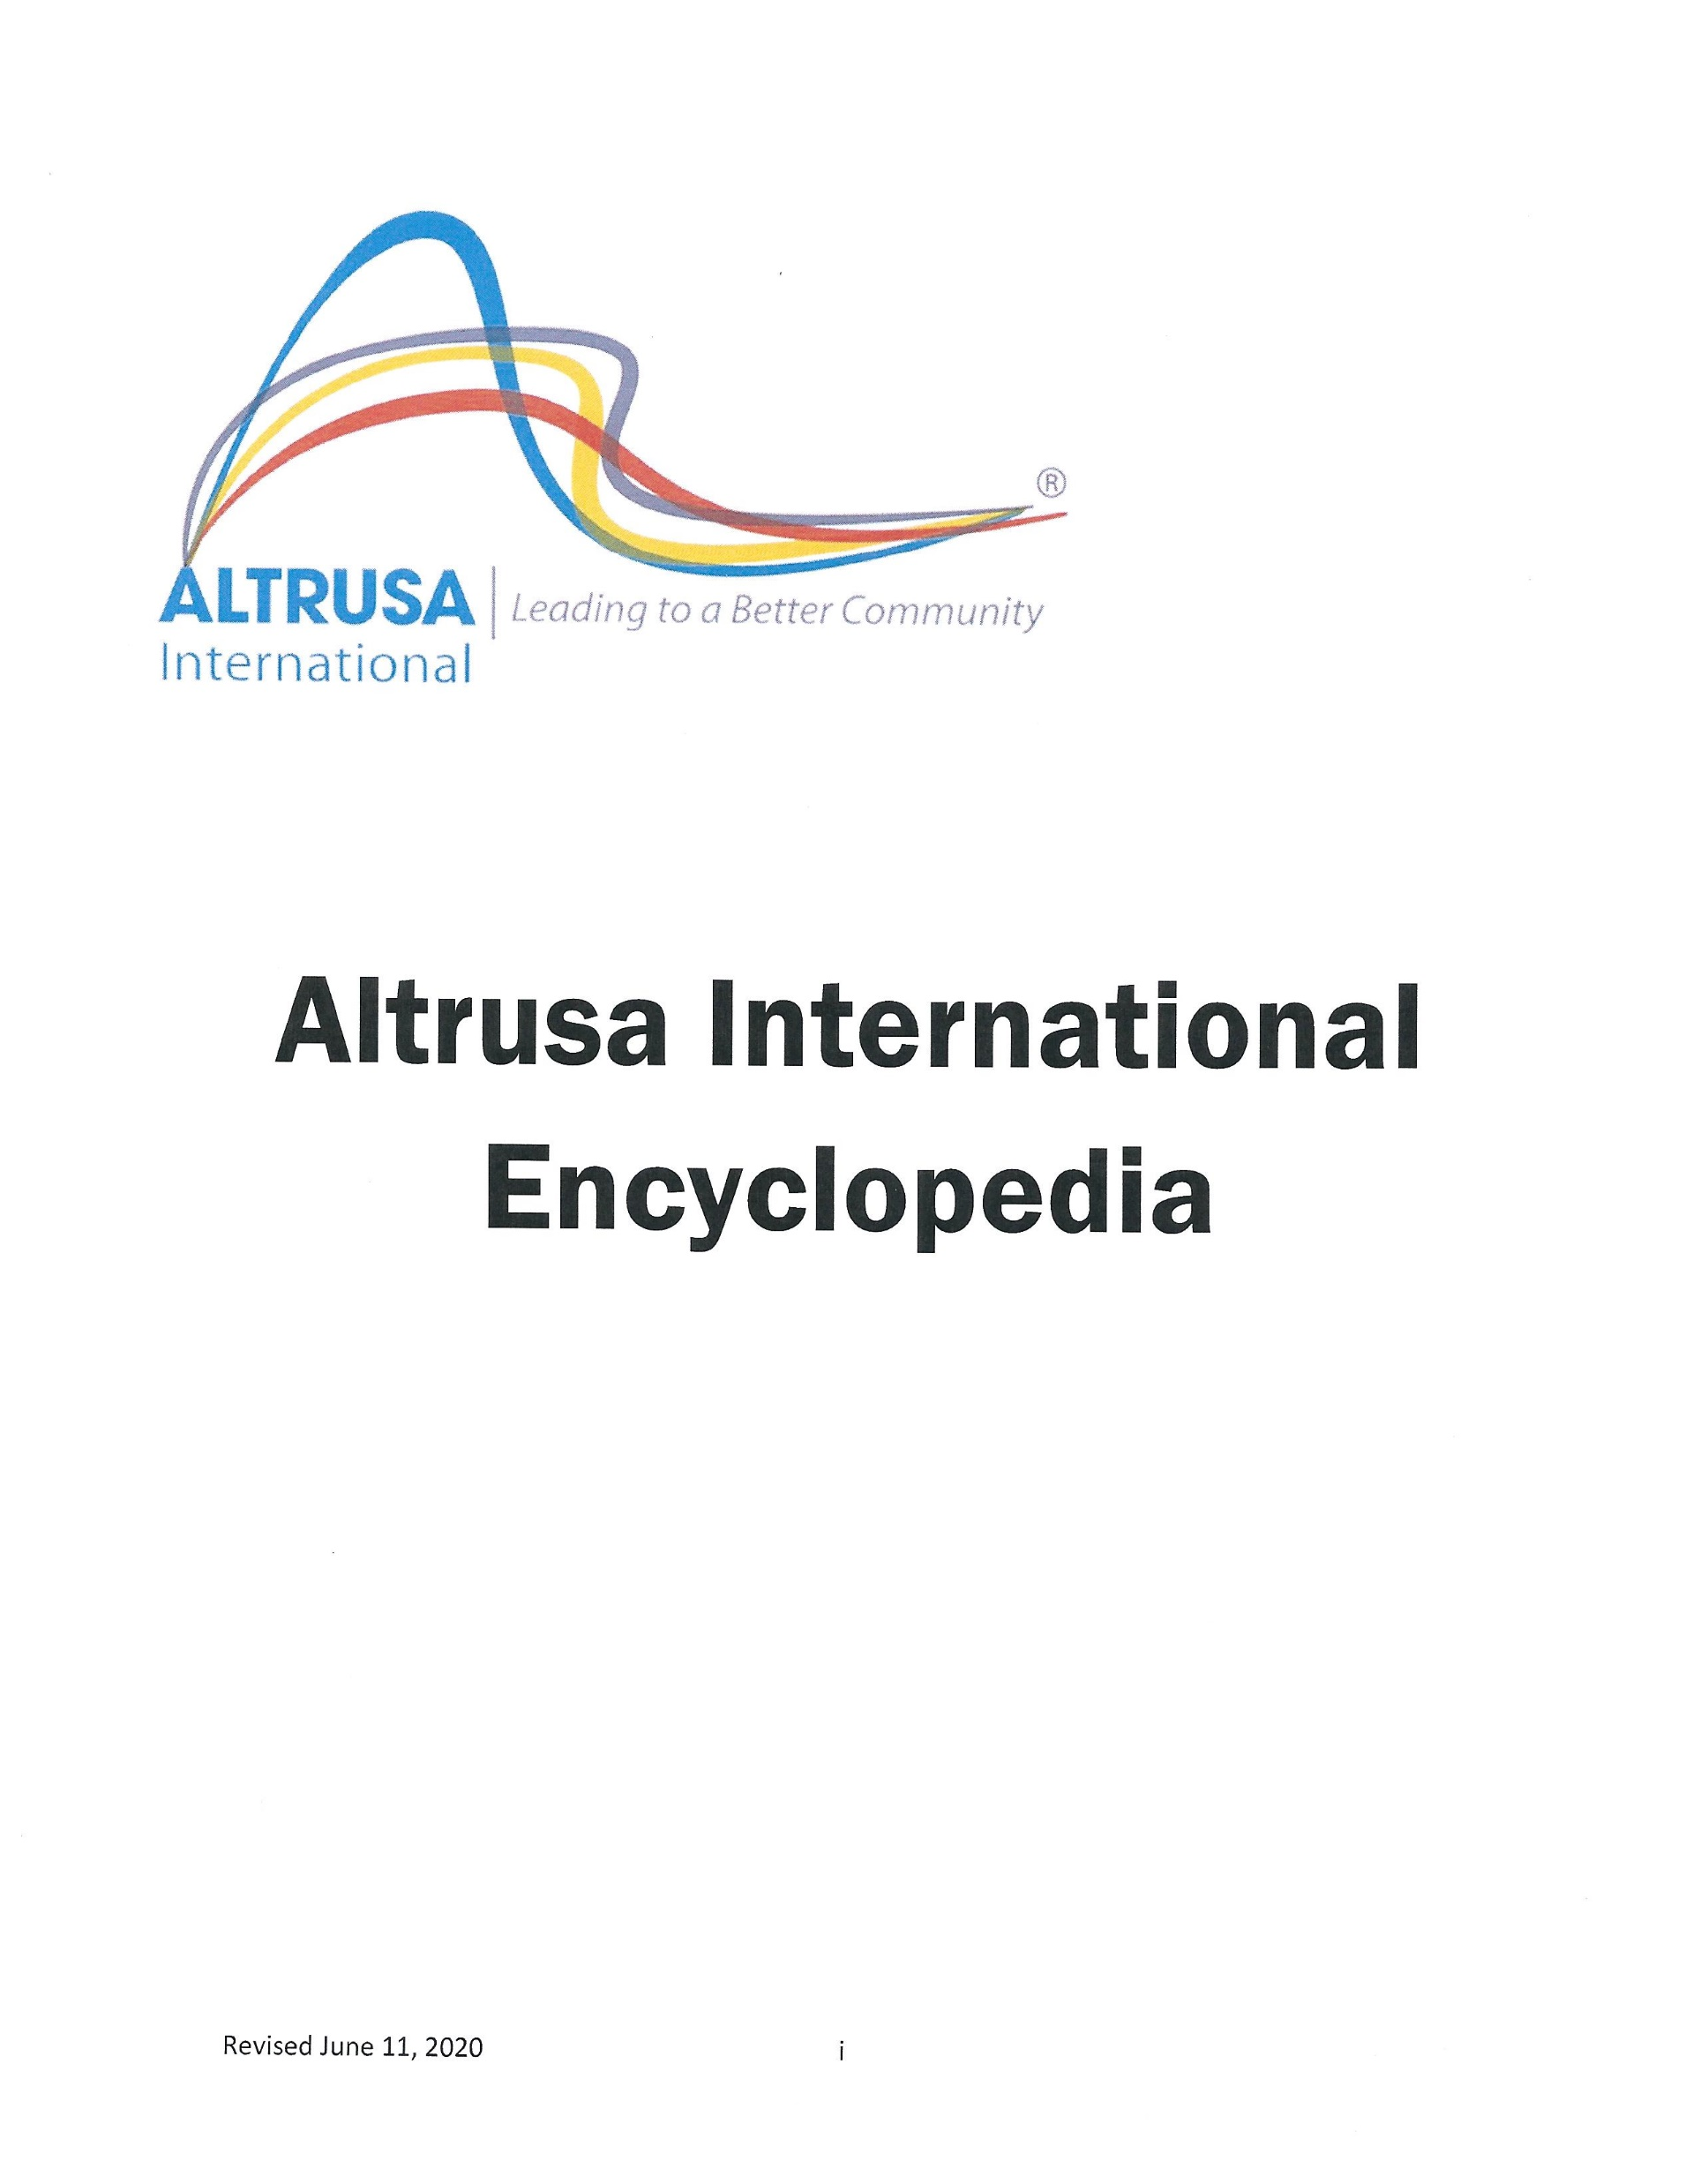 ®
ALTRUSA | Leading to a Better Community
International
Altrusa International
Encyclopedia
Revised June 11, 2020 i